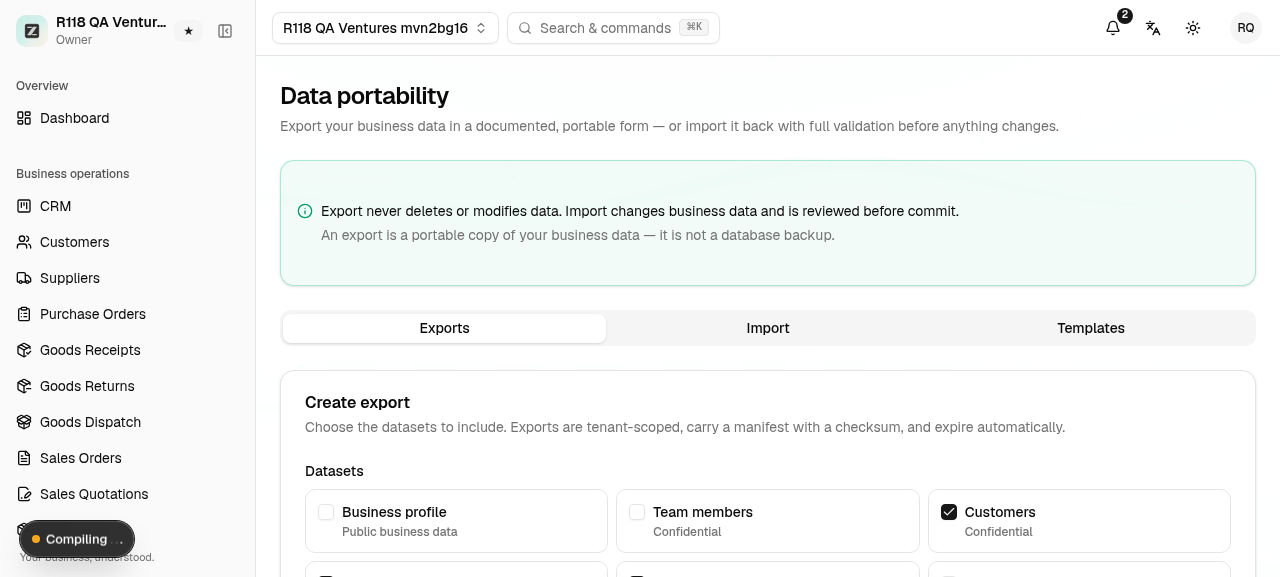 R118 QA Ventur...
Owner
★
R118 QA Ventures mvn2bg16
Search & commands
⌘K
2
RQ
Overview
Dashboard
Business operations
CRM
Customers
Suppliers
Purchase Orders
Goods Receipts
Goods Returns
Goods Dispatch
Sales Orders
Sales Quotations
Compiling ...
Your business, understood.
Data portability
Export your business data in a documented, portable form — or import it back with full validation before anything changes.
Export never deletes or modifies data. Import changes business data and is reviewed before commit.
An export is a portable copy of your business data — it is not a database backup.
Exports
Import
Templates
Create export
Choose the datasets to include. Exports are tenant-scoped, carry a manifest with a checksum, and expire automatically.
Datasets
Business profile
Public business data
Team members
Confidential
Customers
Confidential